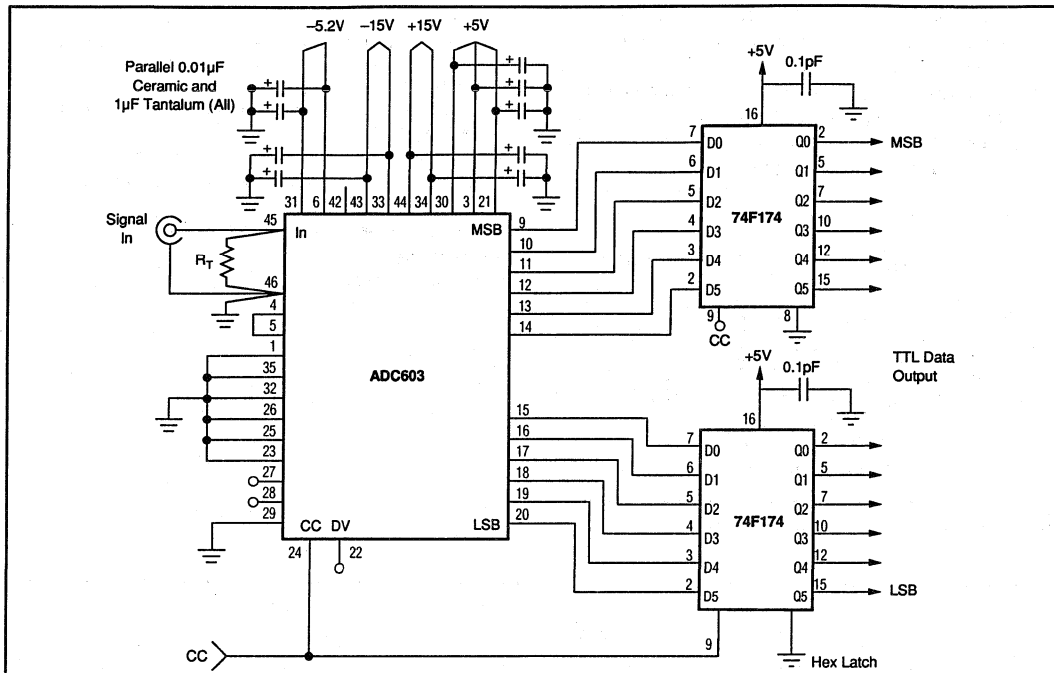 –5.2V –15V +15V +5V
Parallel 0.01µF
Ceramic and
1µF Tantalum (All)
+ + + + + + + + +
31 6 42 43 33 44 34 30 3 21
Signal
In
45 In
R_T
46
4
5
1
35
32
26
25
23
27
28
29
ADC603
MSB 9
10
11
12
13
14
15
16
17
18
19
LSB 20
CC DV
24 22
CC
+5V 0.1pF
16
7 D0 Q0 2 MSB
6 D1 Q1 5
5 D2 Q2 7
74F174
4 D3 Q3 10
3 D4 Q4 12
2 D5 Q5 15
9 8
CC
TTL Data
Output
+5V 0.1pF
16
7 D0 Q0 2
6 D1 Q1 5
5 D2 Q2 7
74F174
4 D3 Q3 10
3 D4 Q4 12
2 D5 Q5 15 LSB
9
Hex Latch